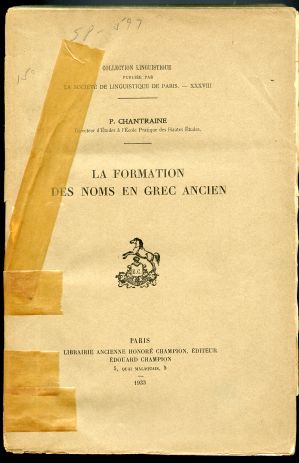 COLLECTION LINGUISTIQUE
PUBLIÉE PAR
LA SOCIÉTÉ DE LINGUISTIQUE DE PARIS. — XXXVIII
P. CHANTRAINE
Directeur d'Études à l'École Pratique des Hautes Études.
LA FORMATION
DES NOMS EN GREC ANCIEN
PARIS
LIBRAIRIE ANCIENNE HONORÉ CHAMPION, ÉDITEUR
ÉDOUARD CHAMPION
5, QUAI MALAQUAIS, 5
1933